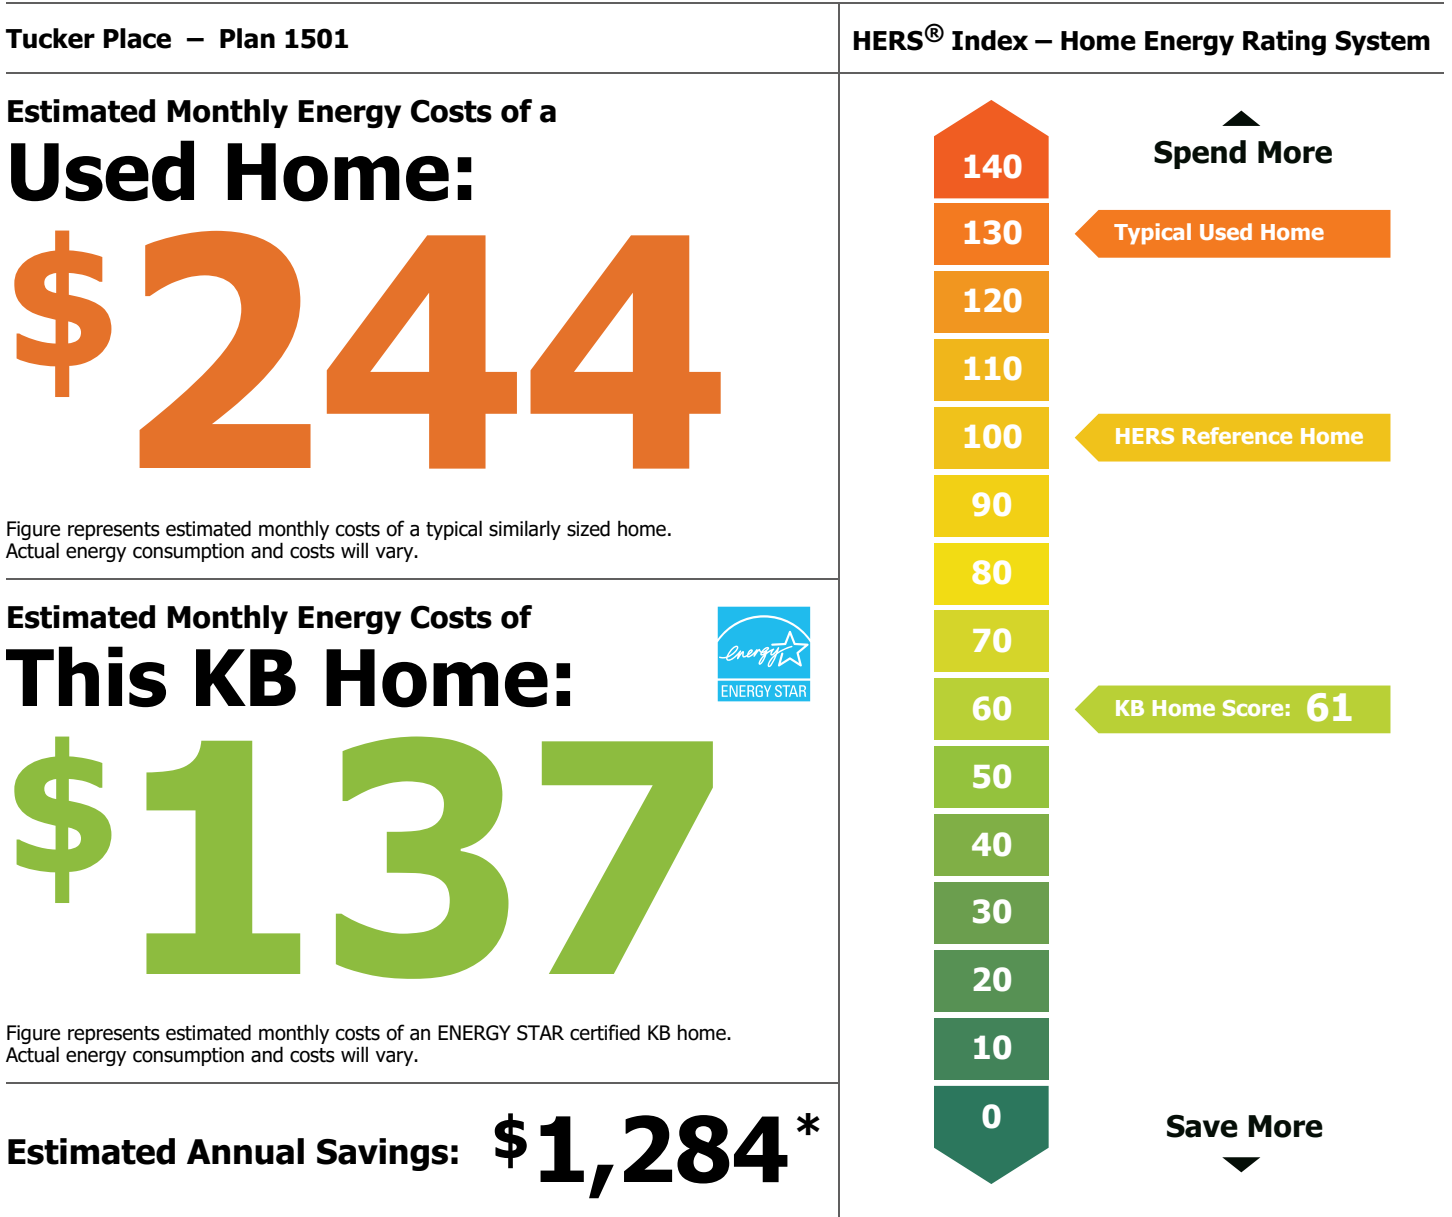 Tucker Place – Plan 1501
Estimated Monthly Energy Costs of a
Used Home:
$244
Figure represents estimated monthly costs of a typical similarly sized home.
Actual energy consumption and costs will vary.
Estimated Monthly Energy Costs of
This KB Home:
energy
ENERGY STAR
$137
Figure represents estimated monthly costs of an ENERGY STAR certified KB home.
Actual energy consumption and costs will vary.
Estimated Annual Savings: $1,284*
HERS® Index – Home Energy Rating System
Spend More
140
130 Typical Used Home
120
110
100 HERS Reference Home
90
80
70
60 KB Home Score: 61
50
40
30
20
10
0
Save More